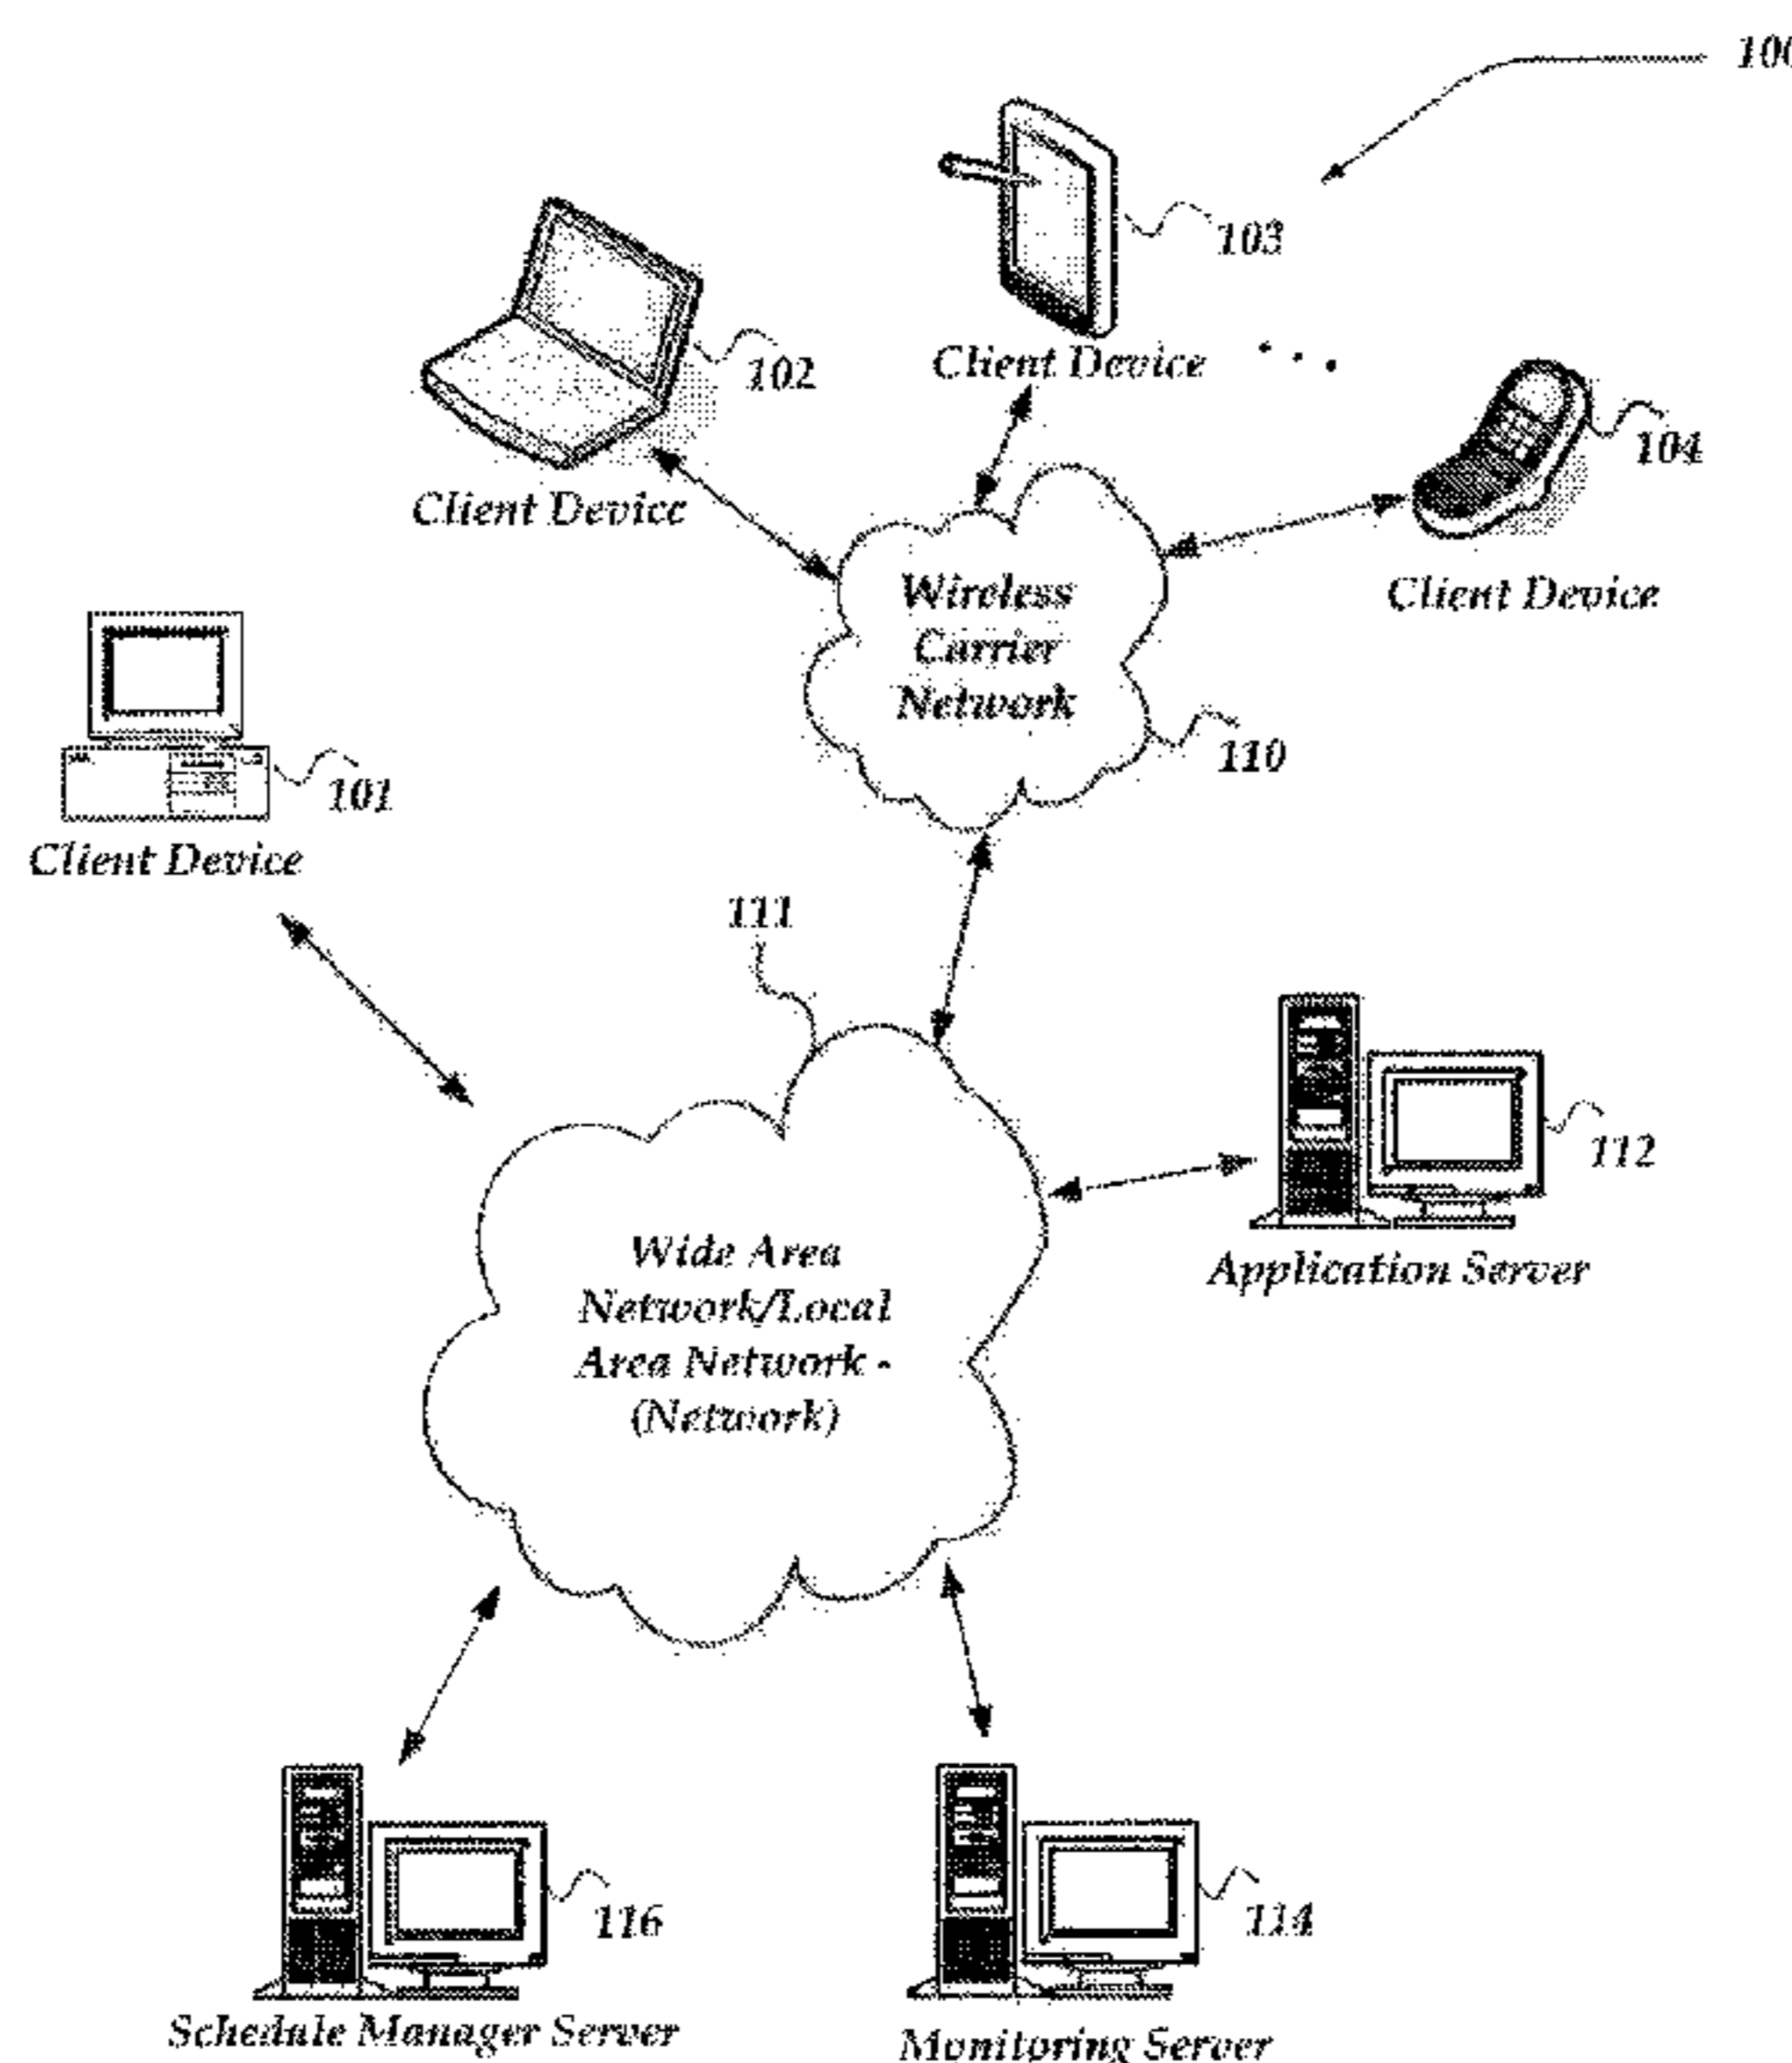 100
103
102
Client Device
104
Client Device
Client Device
Wireless
Carrier
Network
110
101
Client Device
111
112
Application Server
Wide Area
Network/Local
Area Network -
(Network)
116
114
Schedule Manager Server
Monitoring Server